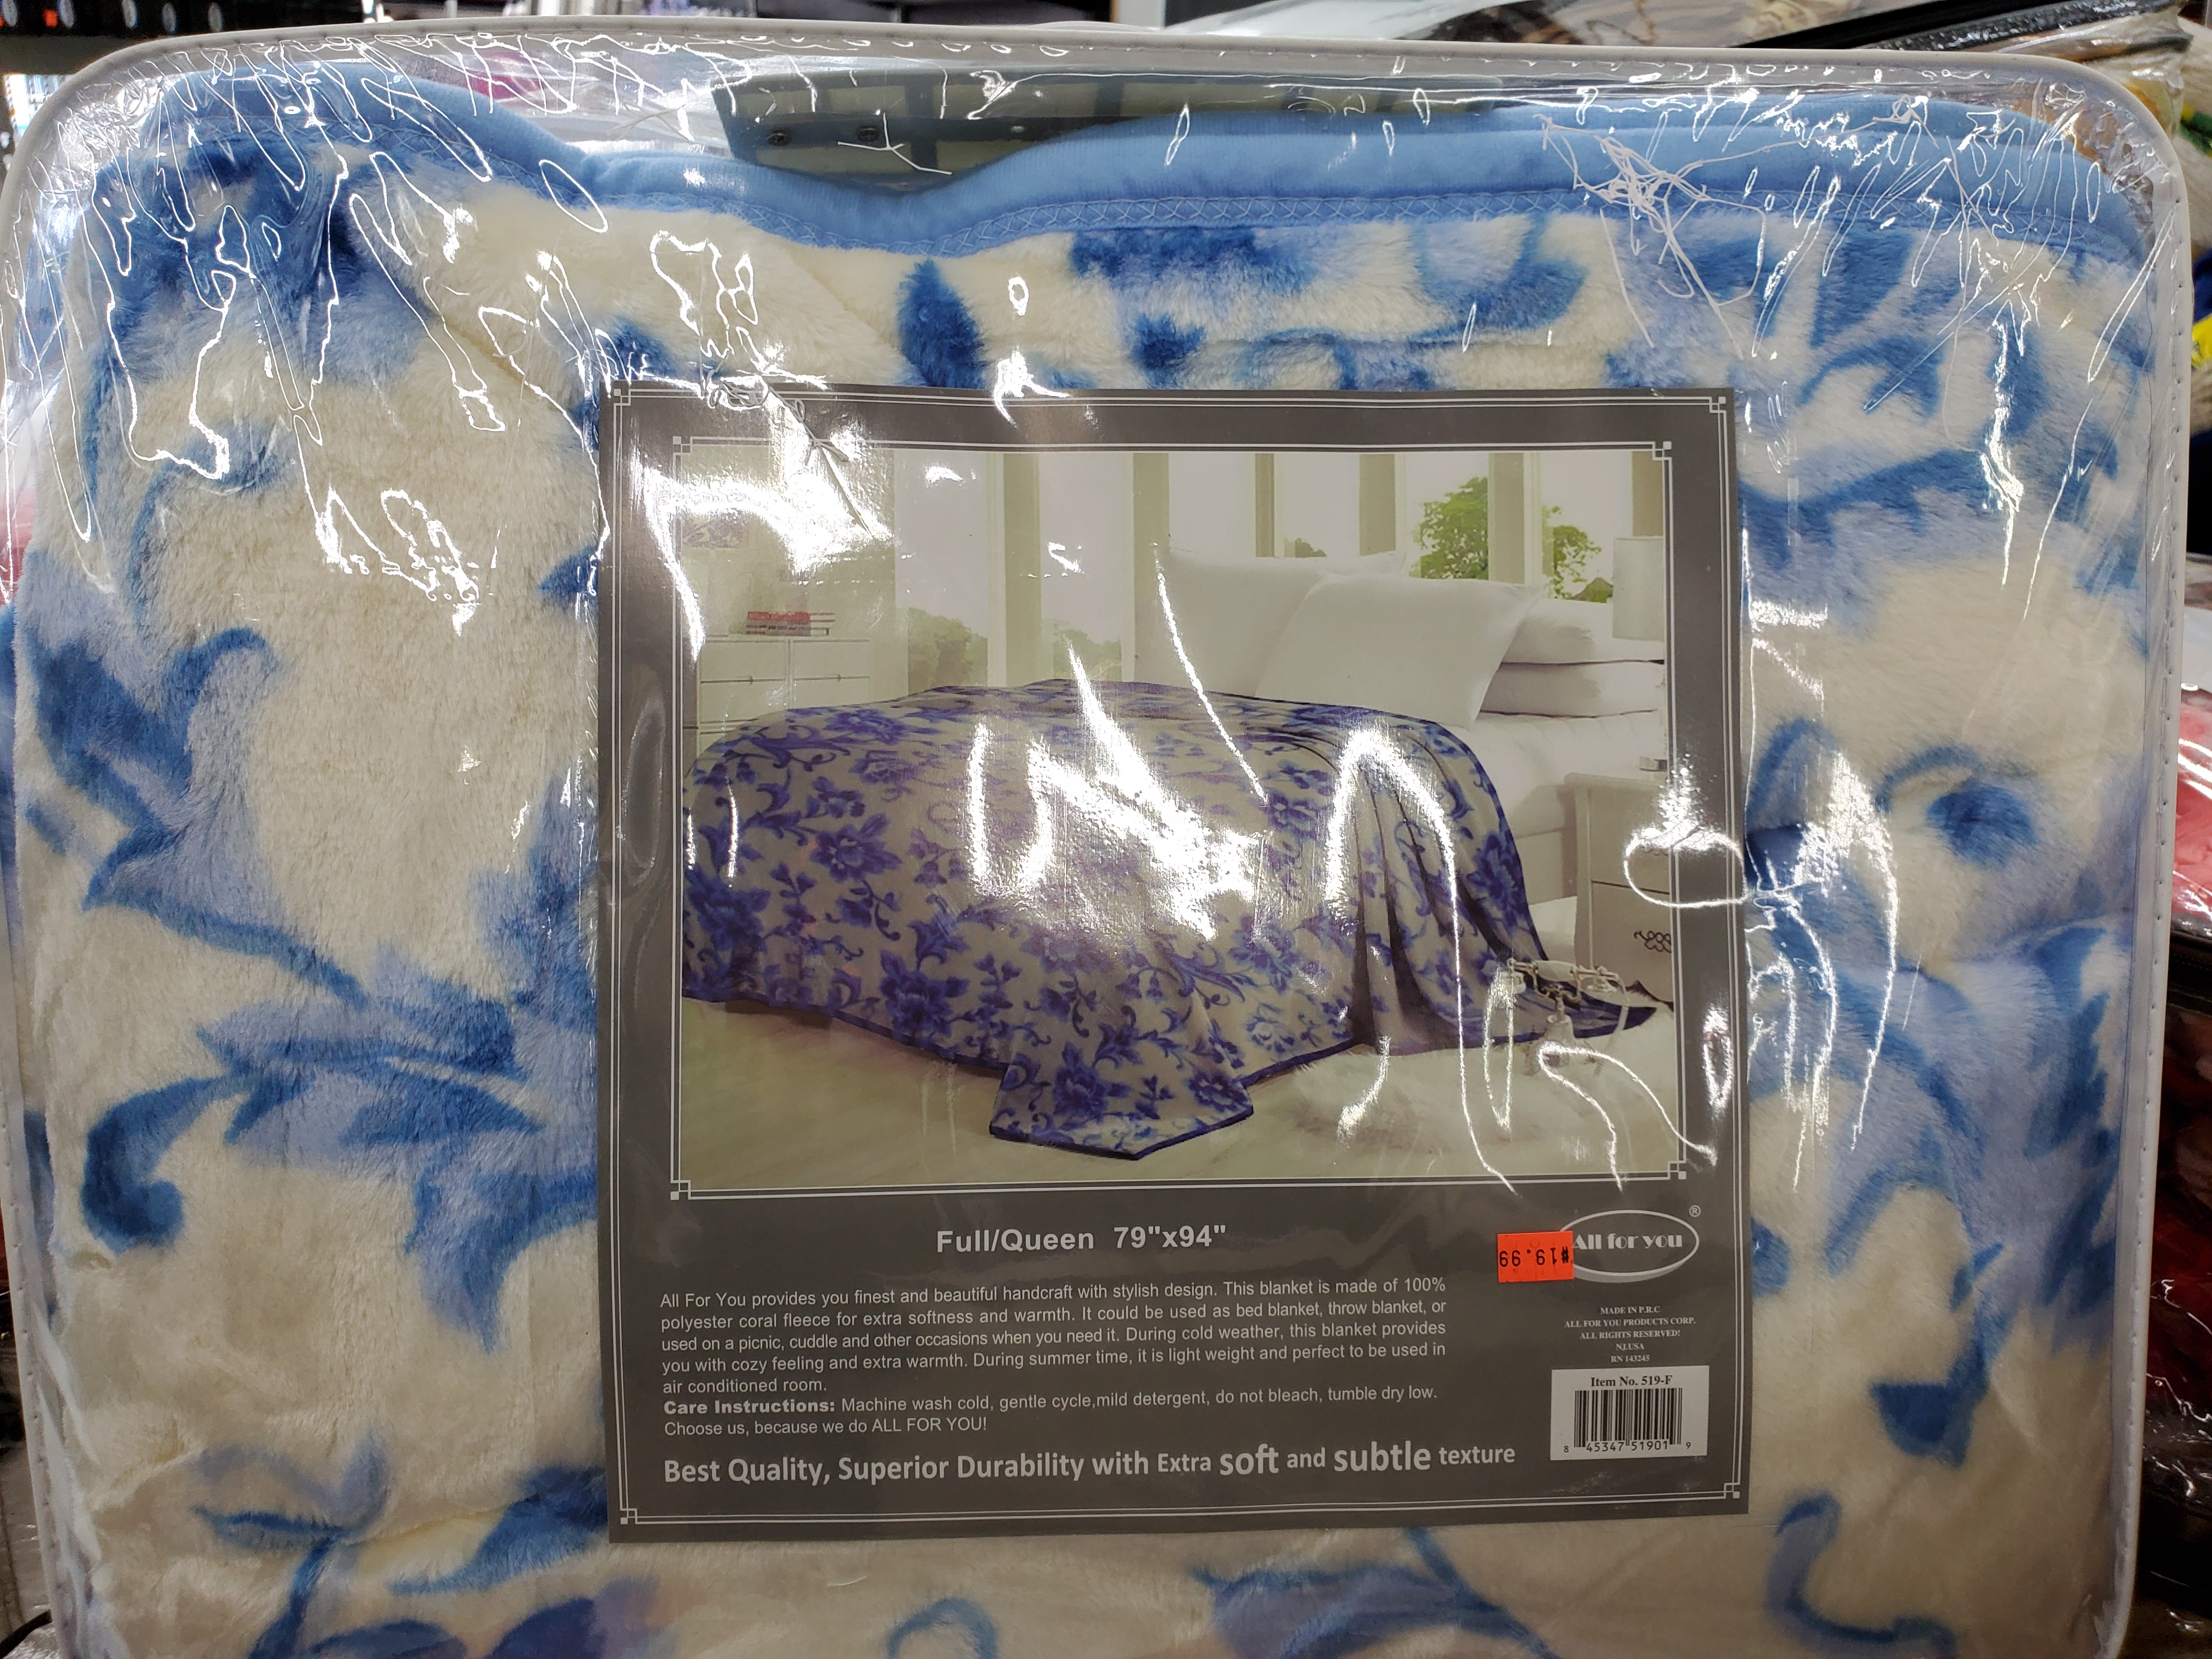 Full/Queen 79"x94"
#19.99
All for you
®
All For You provides you finest and beautiful handcraft with stylish design. This blanket is made of 100%
polyester coral fleece for extra softness and warmth. It could be used as bed blanket, throw blanket, or
used on a picnic, cuddle and other occasions when you need it. During cold weather, this blanket provides
you with cozy feeling and extra warmth. During summer time, it is light weight and perfect to be used in
air conditioned room.
Care Instructions: Machine wash cold, gentle cycle,mild detergent, do not bleach, tumble dry low.
Choose us, because we do ALL FOR YOU!
Best Quality, Superior Durability with Extra soft and subtle texture
MADE IN P.R.C
ALL FOR YOU PRODUCTS CORP.
ALL RIGHTS RESERVED!
NJ.USA
RN 143245
Item No. 519-F
8 45347 51901 9